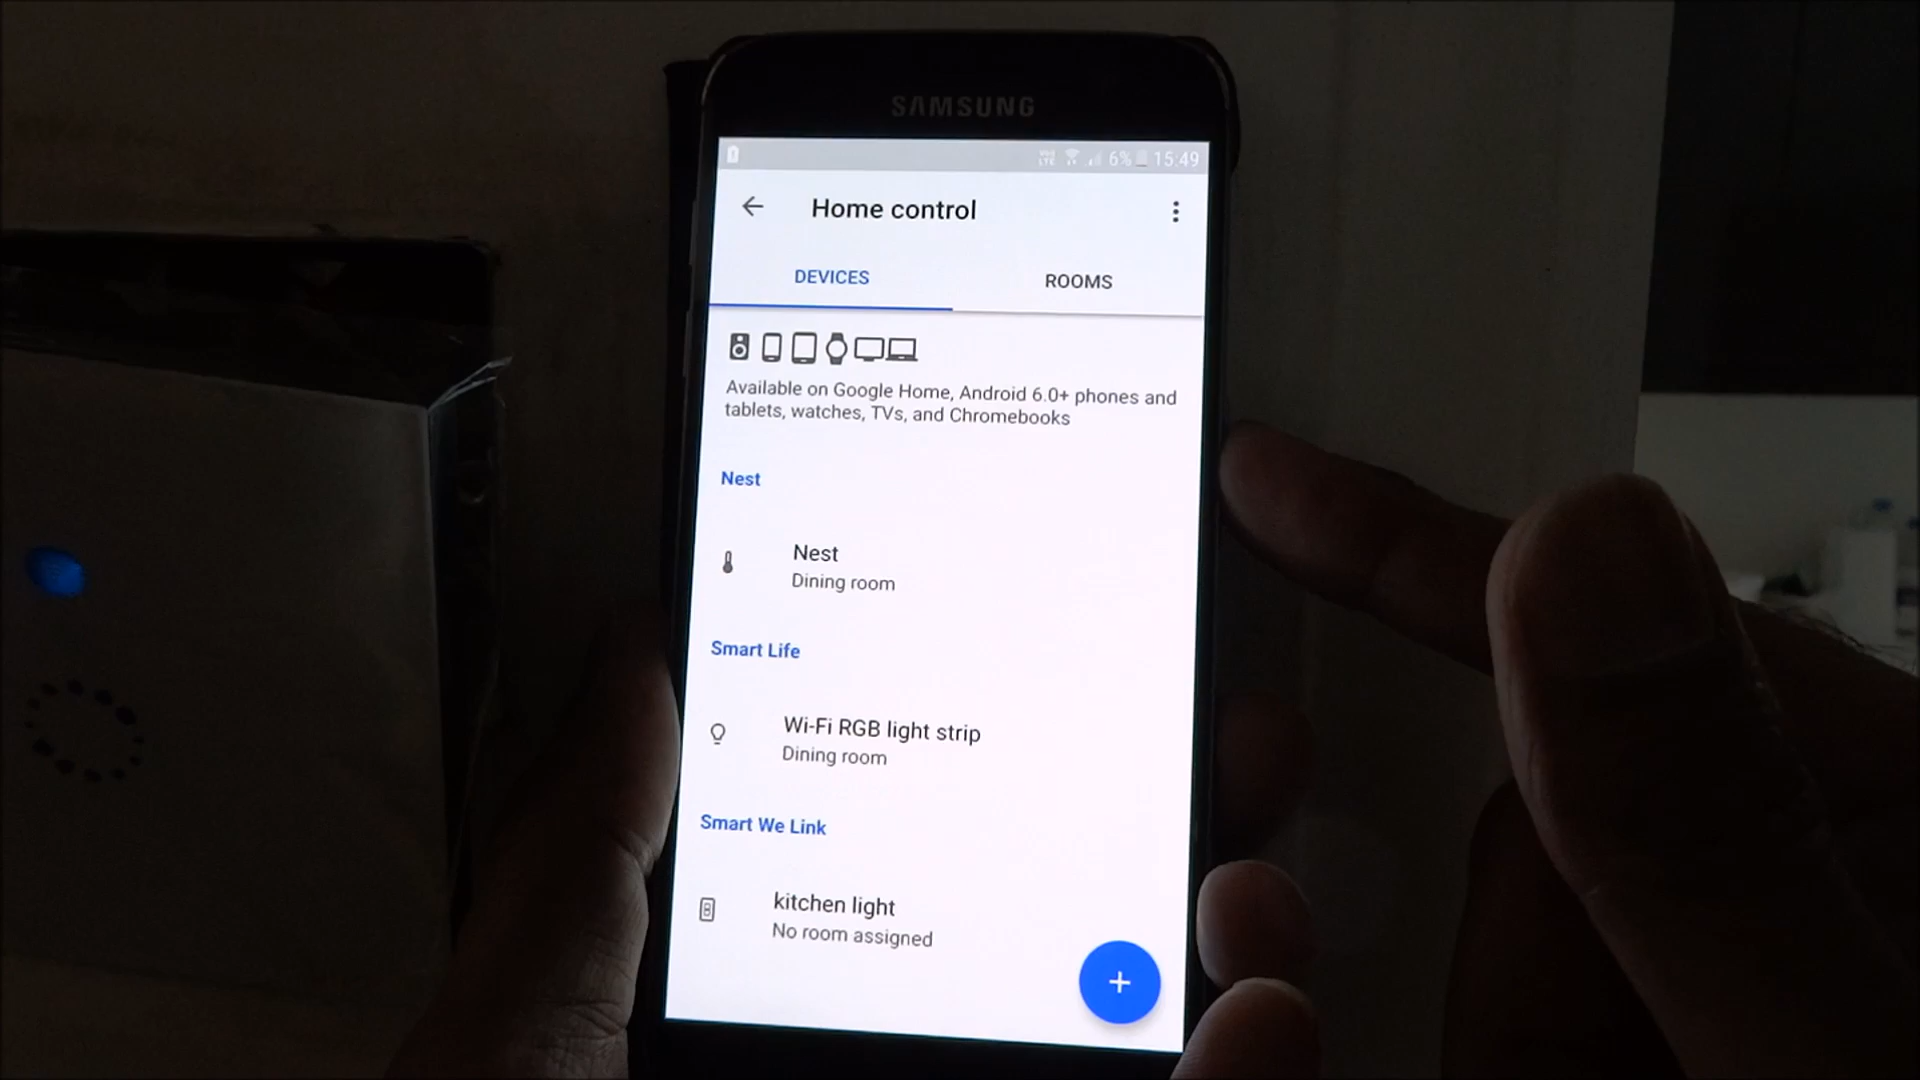 SAMSUNG
VoLTE 6% 15:49
Home control
DEVICES
ROOMS
Available on Google Home, Android 6.0+ phones and
tablets, watches, TVs, and Chromebooks
Nest
Nest
Dining room
Smart Life
Wi-Fi RGB light strip
Dining room
Smart We Link
kitchen light
No room assigned
+